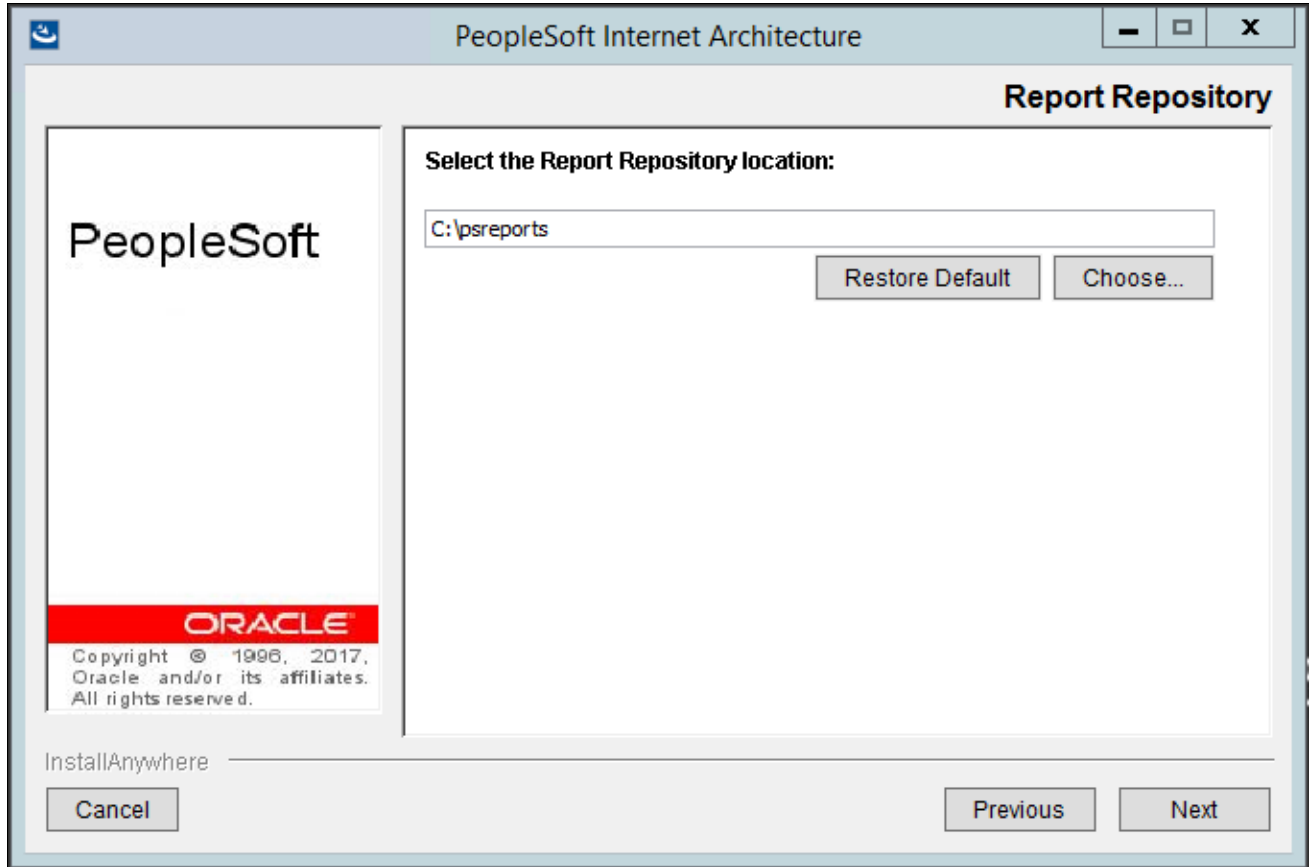 PeopleSoft Internet Architecture
Report Repository
PeopleSoft
Select the Report Repository location:
C:\psreports
Restore Default
Choose...
ORACLE
Copyright © 1996, 2017,
Oracle and/or its affiliates.
All rights reserved.
InstallAnywhere
Cancel
Previous
Next